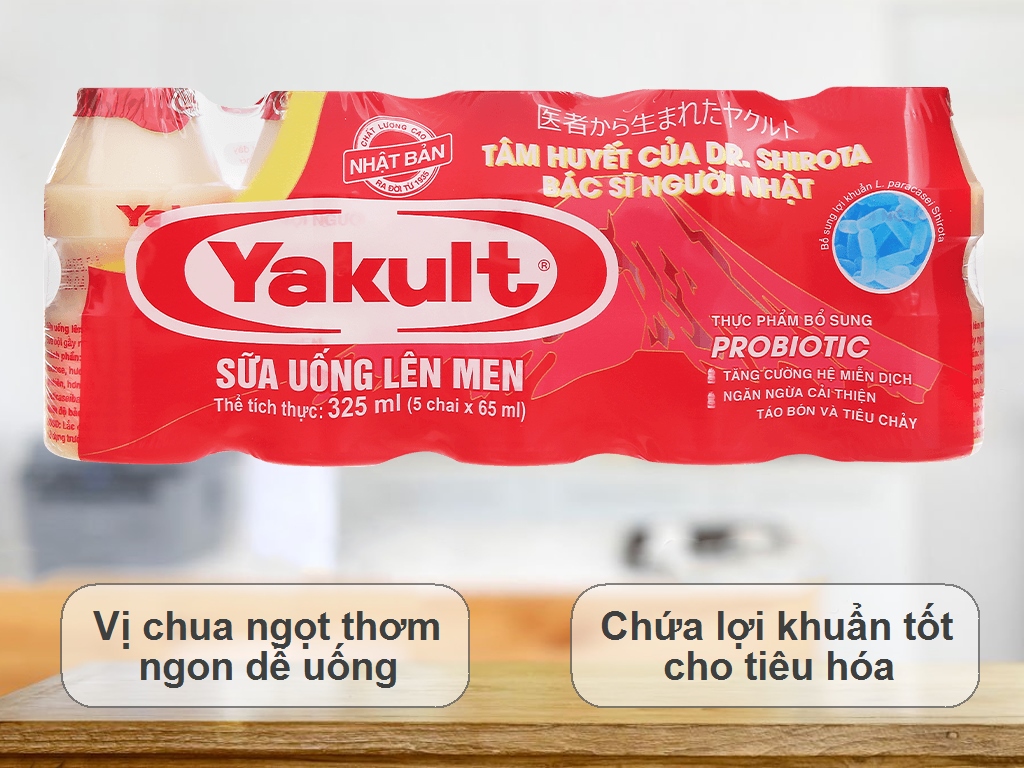 CHẤT LƯỢNG CAO
NHẬT BẢN
RA ĐỜI TỪ 1935
医者から生まれたヤクルト
TÂM HUYẾT CỦA DR. SHIROTA
BÁC SĨ NGƯỜI NHẬT
Bổ sung lợi khuẩn L. paracasei Shirota
Yakult
Yakult ®
SỮA UỐNG LÊN MEN
Thể tích thực: 325 ml (5 chai x 65 ml)
THỰC PHẨM BỔ SUNG
PROBIOTIC
TĂNG CƯỜNG HỆ MIỄN DỊCH
NGĂN NGỪA CẢI THIỆN
TÁO BÓN VÀ TIÊU CHẢY
Vị chua ngọt thơm
ngon dễ uống
Chứa lợi khuẩn tốt
cho tiêu hóa